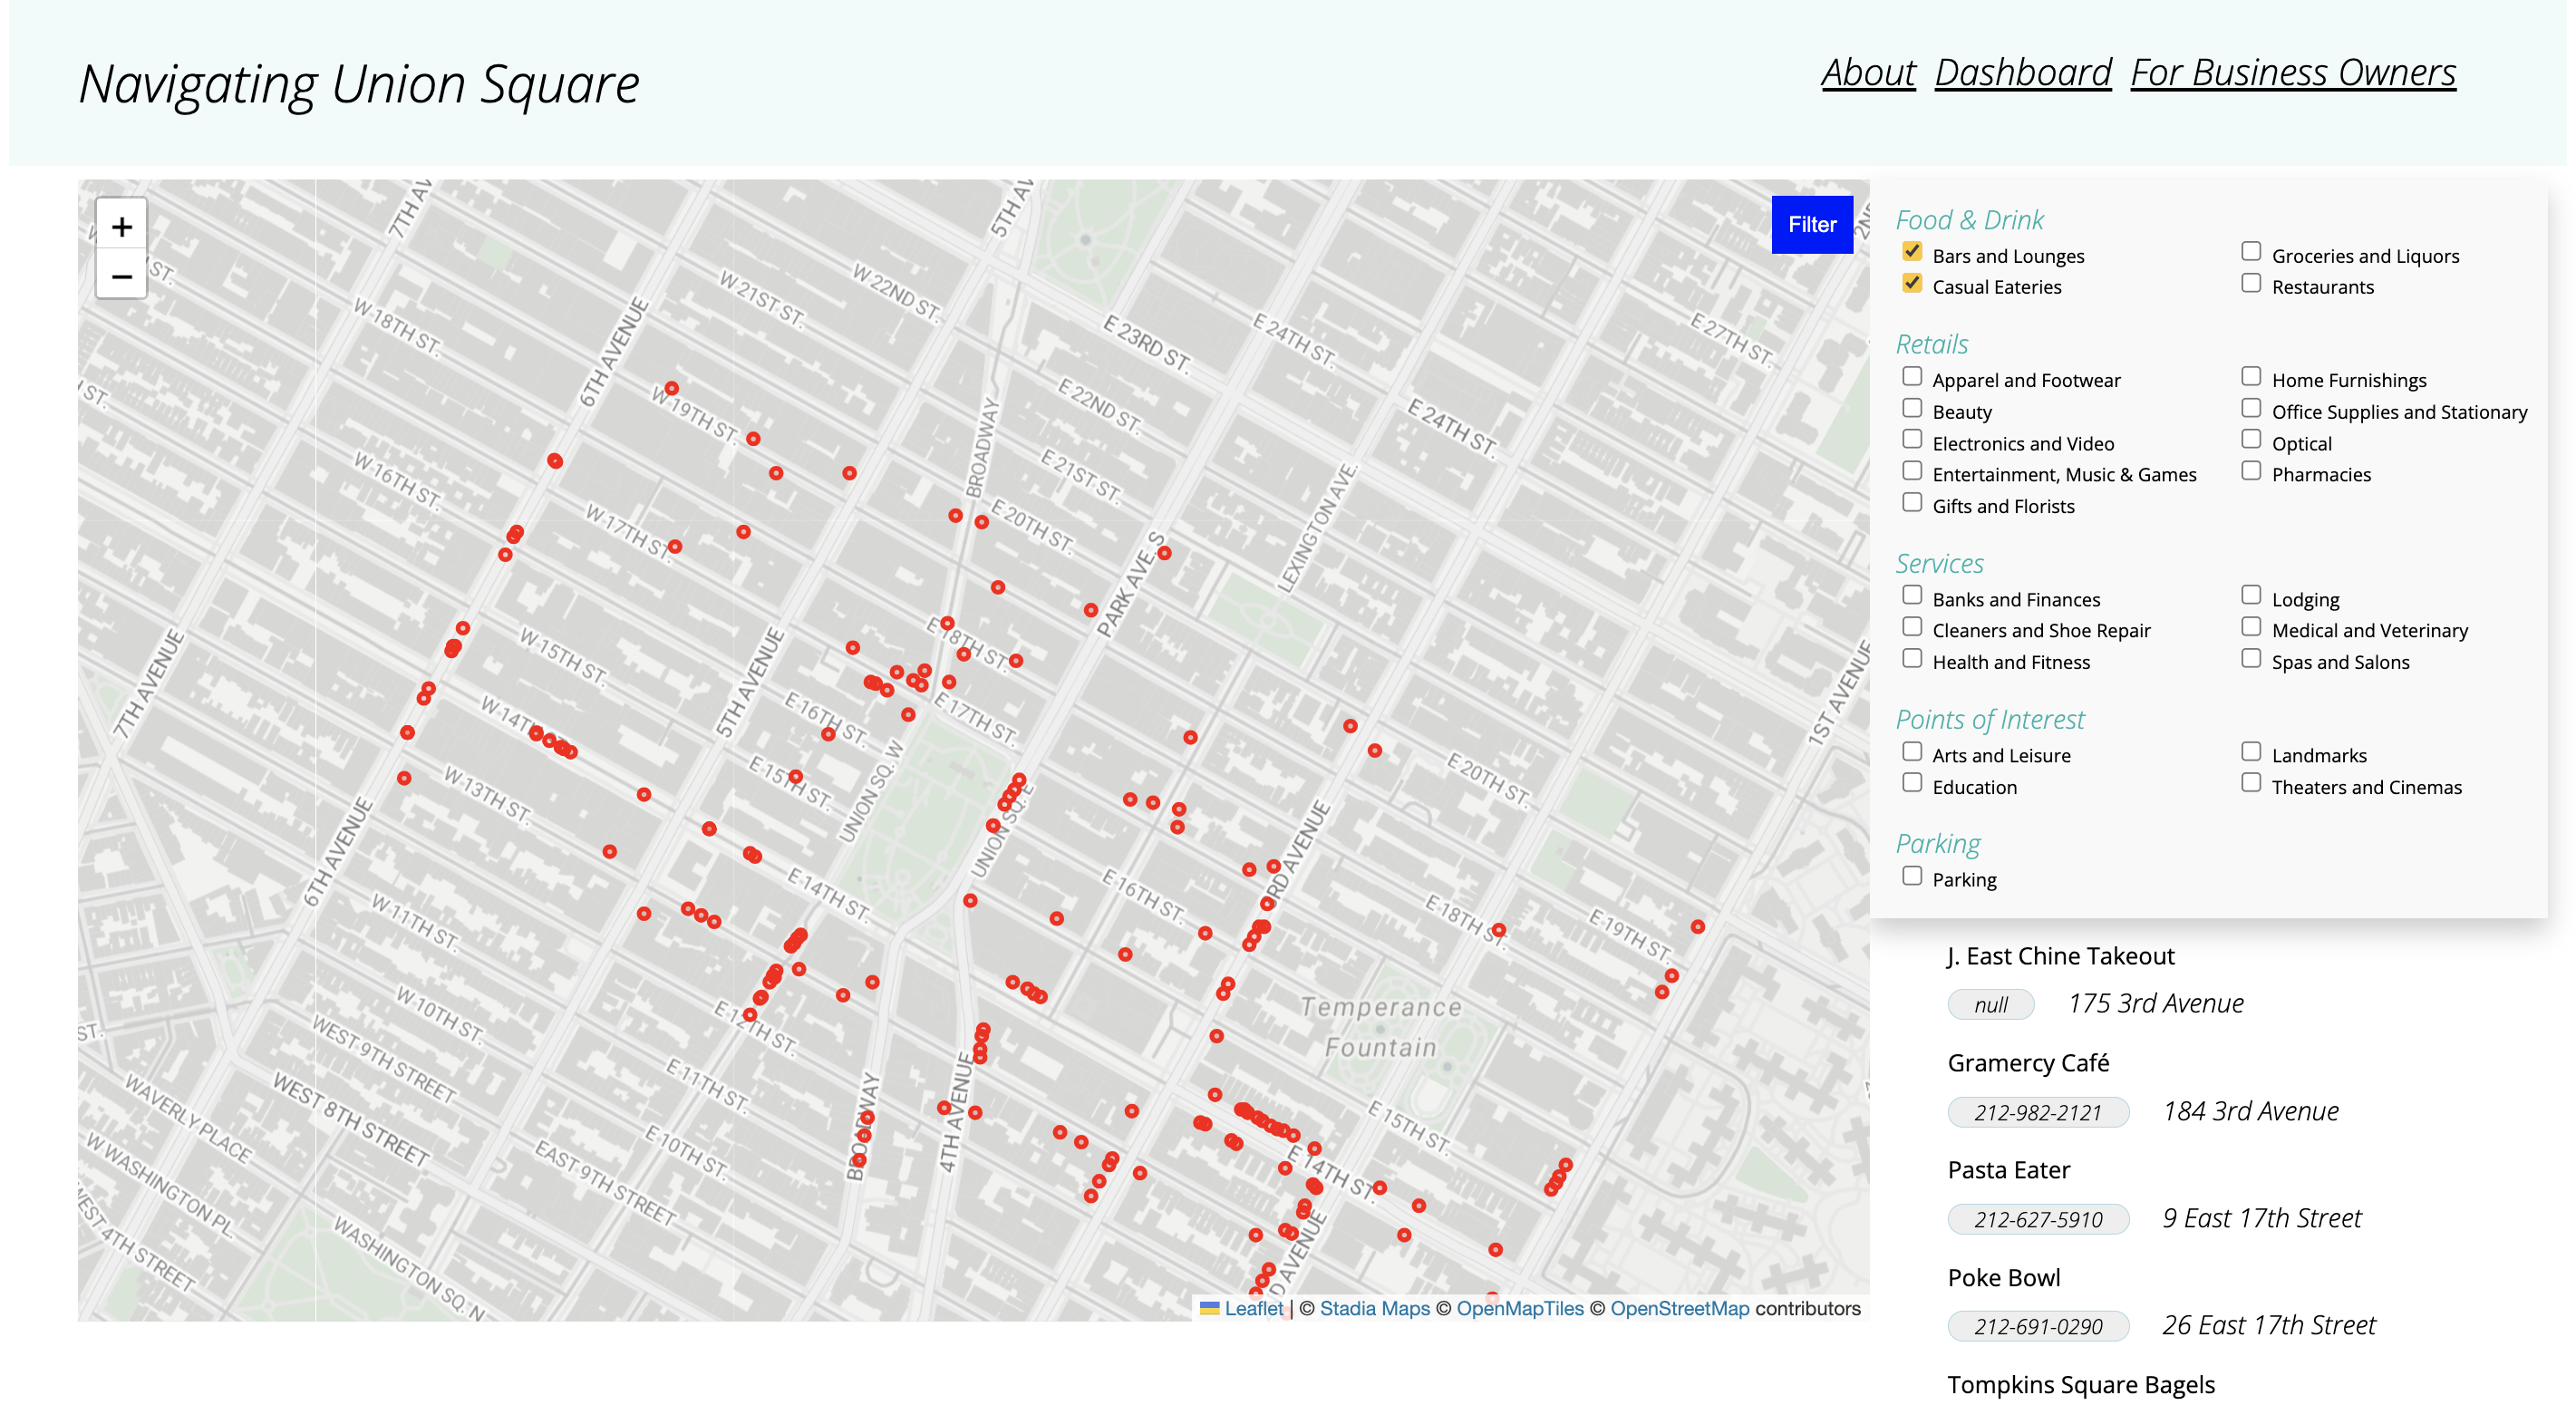 Navigating Union Square
About Dashboard For Business Owners
+
−
Filter
7TH AV
5TH AV
2N
W 18TH ST.
6TH AVENUE
W 21ST ST.
W 22ND ST.
E 23RD ST.
E 24TH ST.
E 27TH ST.
ST.
W 19TH ST.
BROADWAY
E 22ND ST.
E 24TH ST.
W 16TH ST.
E 21ST ST.
LEXINGTON AVE.
W 17TH ST.
E 20TH ST.
PARK AVE. S
7TH AVENUE
W 15TH ST.
5TH AVENUE
E 18TH ST.
1ST AVENUE
W 14TH
E 16TH ST.
E 17TH ST.
UNION SQ. W
W 13TH ST.
E 15TH ST.
UNION SQ. E
E 20TH ST.
6TH AVENUE
E 14TH ST.
E 16TH ST.
3RD AVENUE
W 11TH ST.
E 18TH ST.
E 19TH ST.
W 10TH ST.
E 12TH ST.
Temperance
Fountain
ST.
WEST 9TH STREET
E 11TH ST.
BROADWAY
4TH AVENUE
E 15TH ST.
WAVERLY PLACE
WEST 8TH STREET
W WASHINGTON PL.
E 10TH ST.
EAST 9TH STREET
E 14TH ST.
WEST 4TH STREET
WASHINGTON SQ. N
D AVENUE
Leaflet | © Stadia Maps © OpenMapTiles © OpenStreetMap contributors
Food & Drink
Bars and Lounges
Groceries and Liquors
Casual Eateries
Restaurants
Retails
Apparel and Footwear
Home Furnishings
Beauty
Office Supplies and Stationary
Electronics and Video
Optical
Entertainment, Music & Games
Pharmacies
Gifts and Florists
Services
Banks and Finances
Lodging
Cleaners and Shoe Repair
Medical and Veterinary
Health and Fitness
Spas and Salons
Points of Interest
Arts and Leisure
Landmarks
Education
Theaters and Cinemas
Parking
Parking
J. East Chine Takeout
null 175 3rd Avenue
Gramercy Café
212-982-2121 184 3rd Avenue
Pasta Eater
212-627-5910 9 East 17th Street
Poke Bowl
212-691-0290 26 East 17th Street
Tompkins Square Bagels